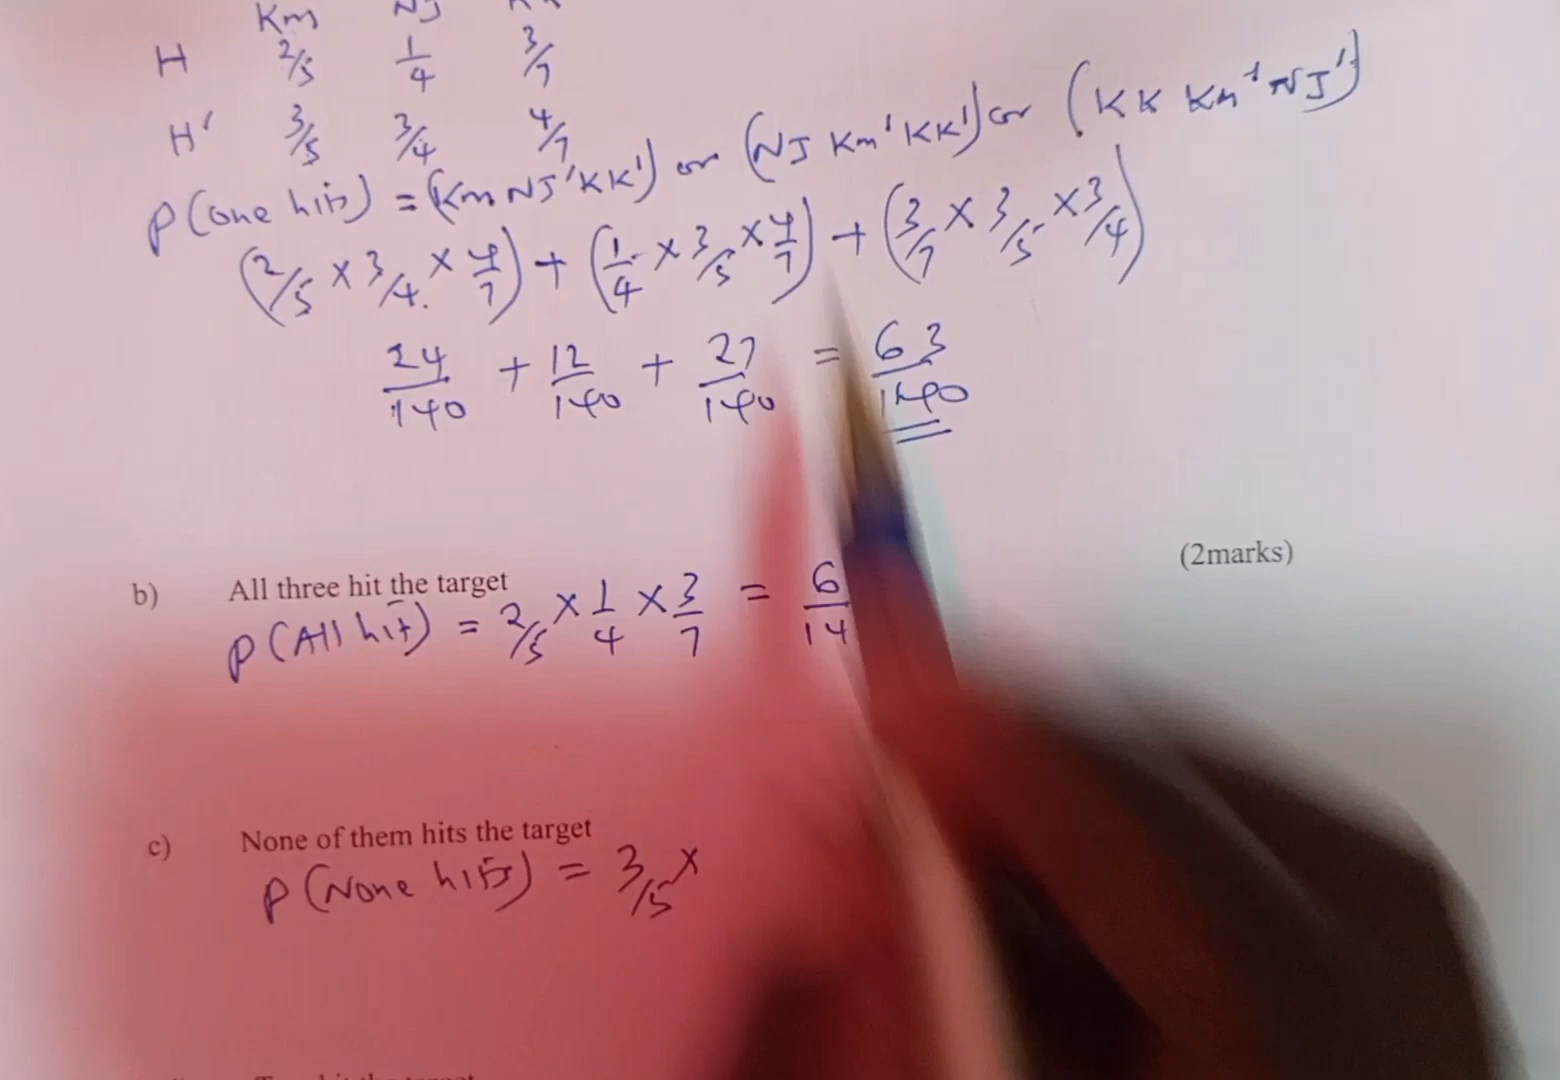 Km NJ
H 2/5 1/4 3/7
H' 3/5 3/4 4/7
P(one hits) = (Km NJ' KK') or (NJ Km' KK') or (KK Km' NJ')
(2/5 × 3/4 × 4/7) + (1/4 × 3/5 × 4/7) + (3/7 × 3/5 × 3/4)
24/140 + 12/140 + 27/140 = 63/140
(2marks)
b) All three hit the target
P(All hit) = 2/5 × 1/4 × 3/7 = 6/14
c) None of them hits the target
P(None hits) = 3/5 ×